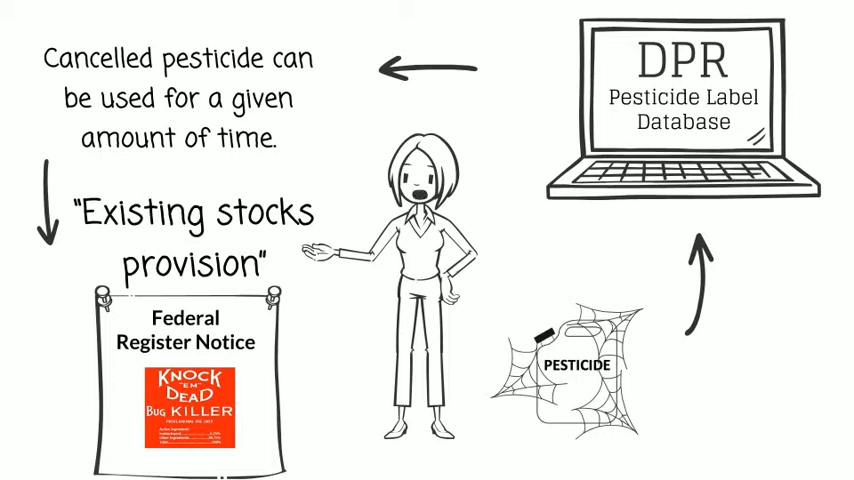 Cancelled pesticide can
be used for a given
amount of time.
"Existing stocks
provision"
Federal
Register Notice
KNOCK
"EM"
DEAD
BUG KILLER
DPR
Pesticide Label
Database
PESTICIDE